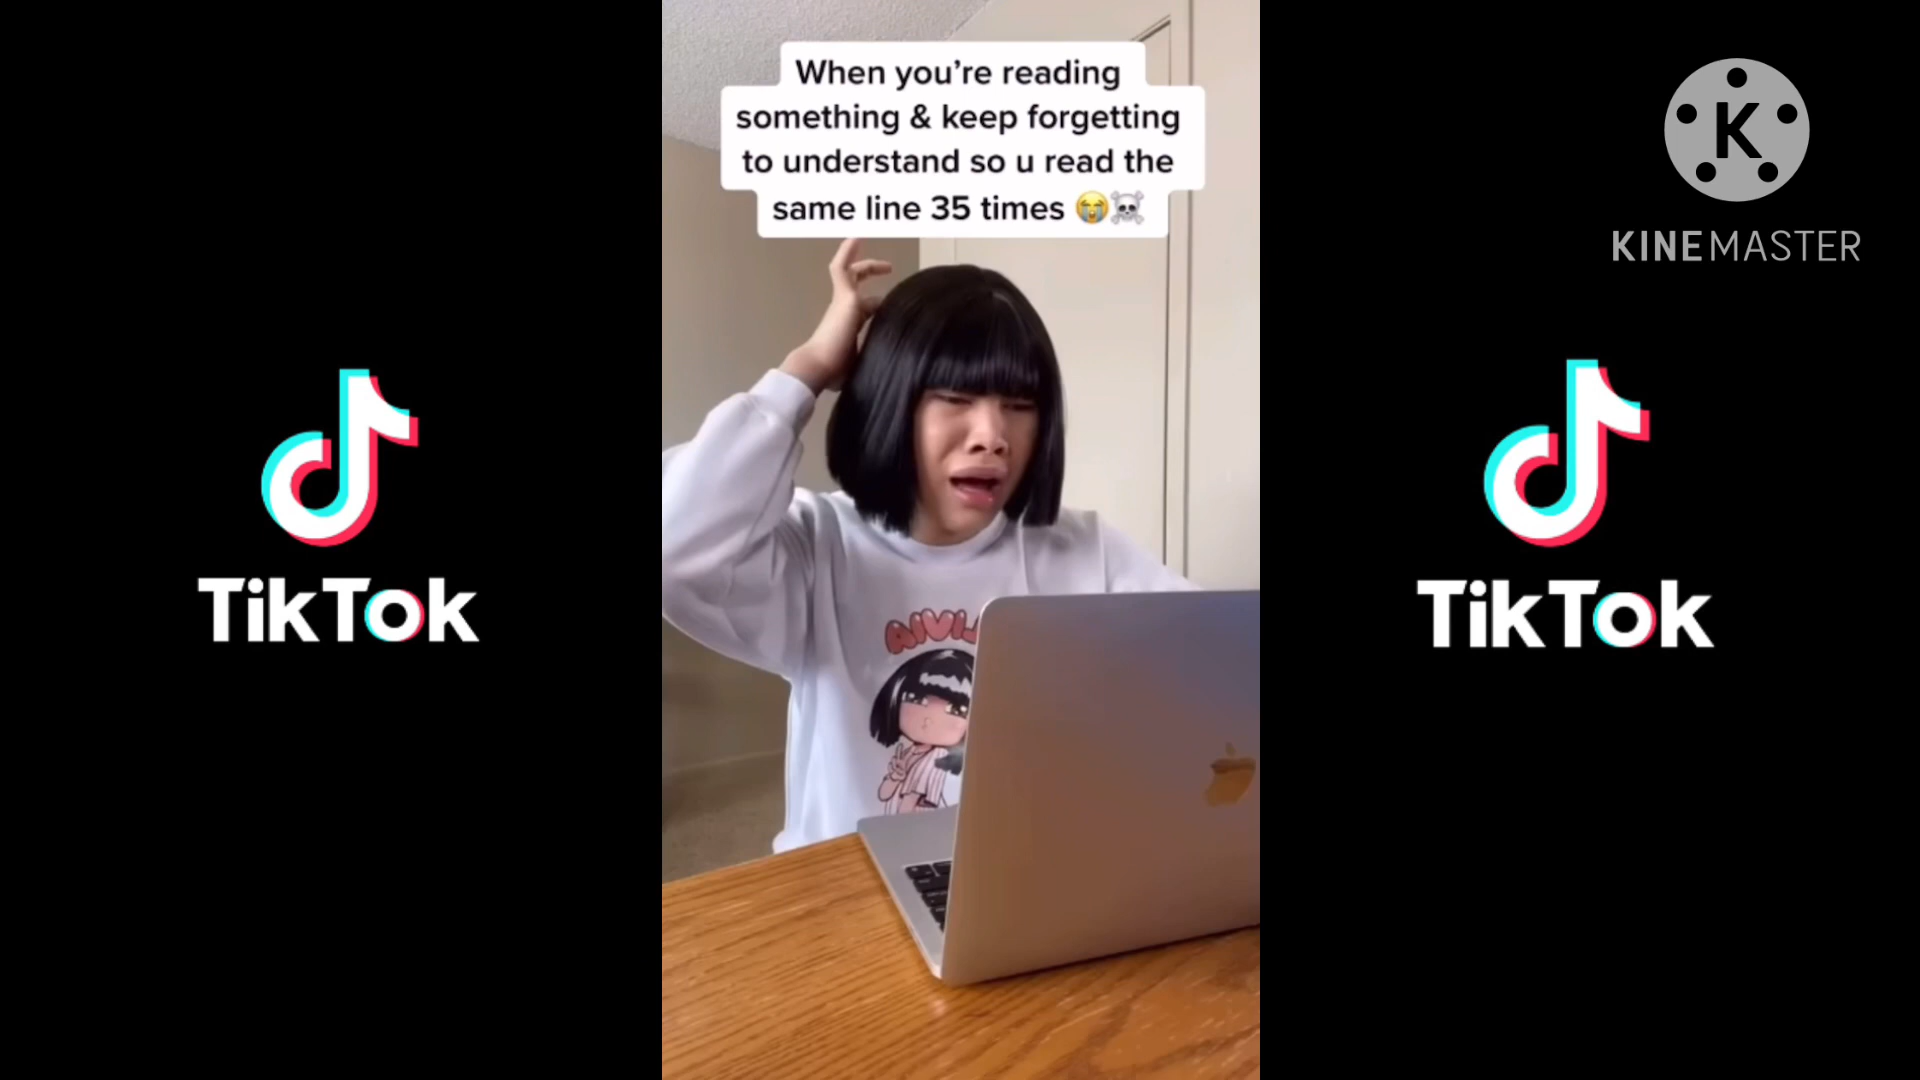 When you're reading
something & keep forgetting
to understand so u read the
same line 35 times 😭☠️
K
KINEMASTER
TikTok
TikTok